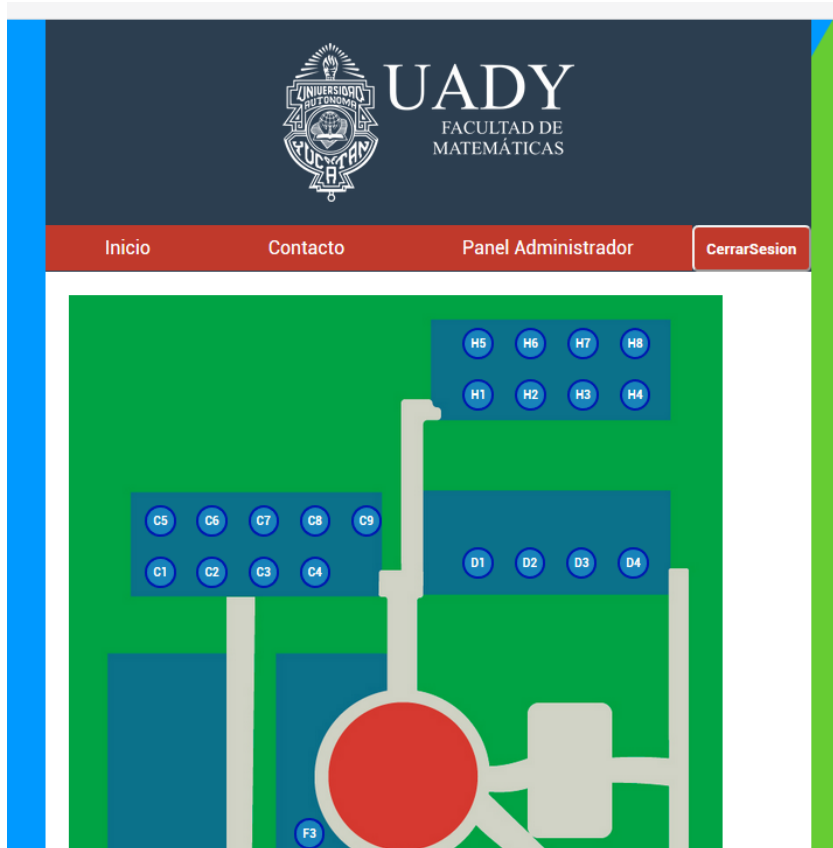 UNIVERSIDAD
AUTONOMA
YUCATAN
UADY
FACULTAD DE
MATEMÁTICAS
Inicio Contacto Panel Administrador CerrarSesion
H5 H6 H7 H8
H1 H2 H3 H4
C5 C6 C7 C8 C9
C1 C2 C3 C4
D1 D2 D3 D4
F3